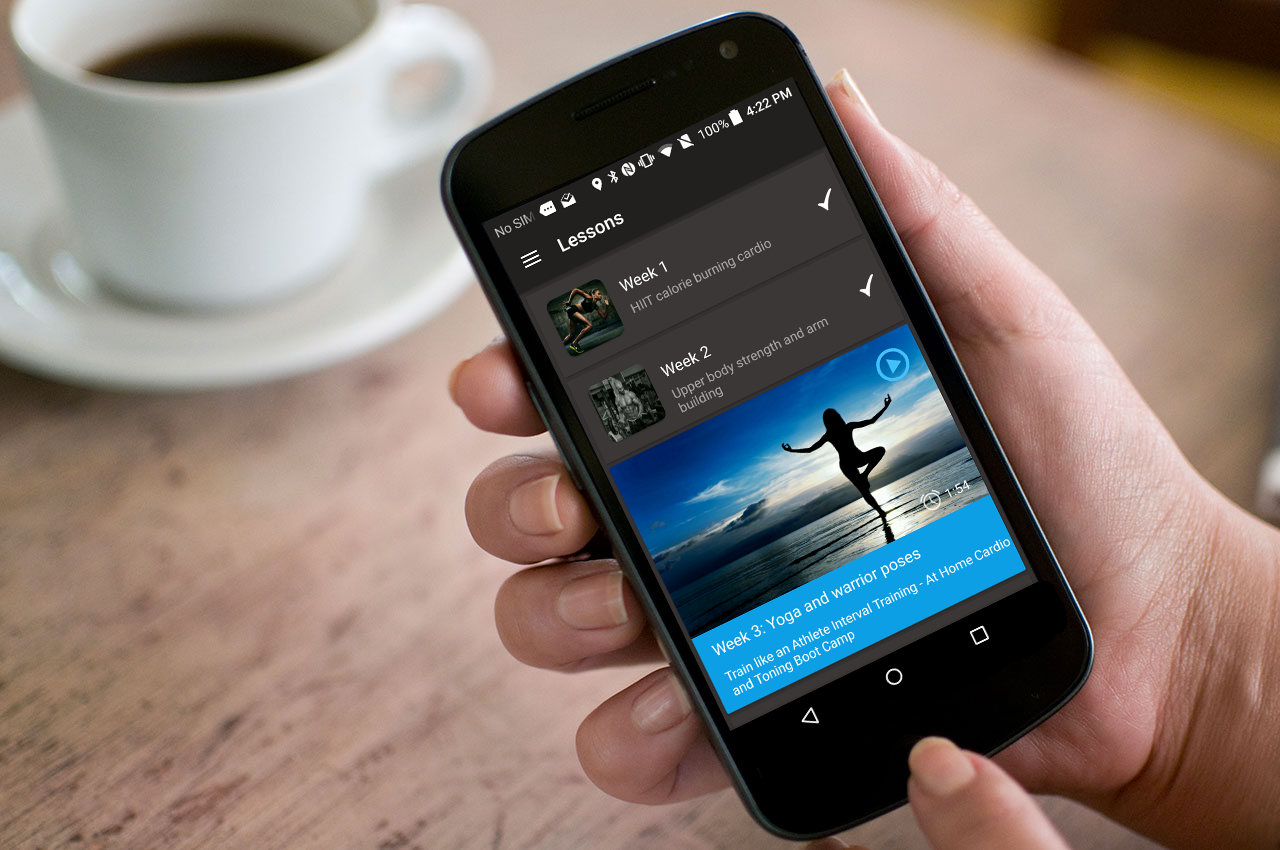 No SIM 100% 4:22 PM
Lessons
Week 1
HIIT calorie burning cardio
Week 2
Upper body strength and arm
building
1:54
Week 3: Yoga and warrior poses
Train like an Athlete Interval Training - At Home Cardio
and Toning Boot Camp